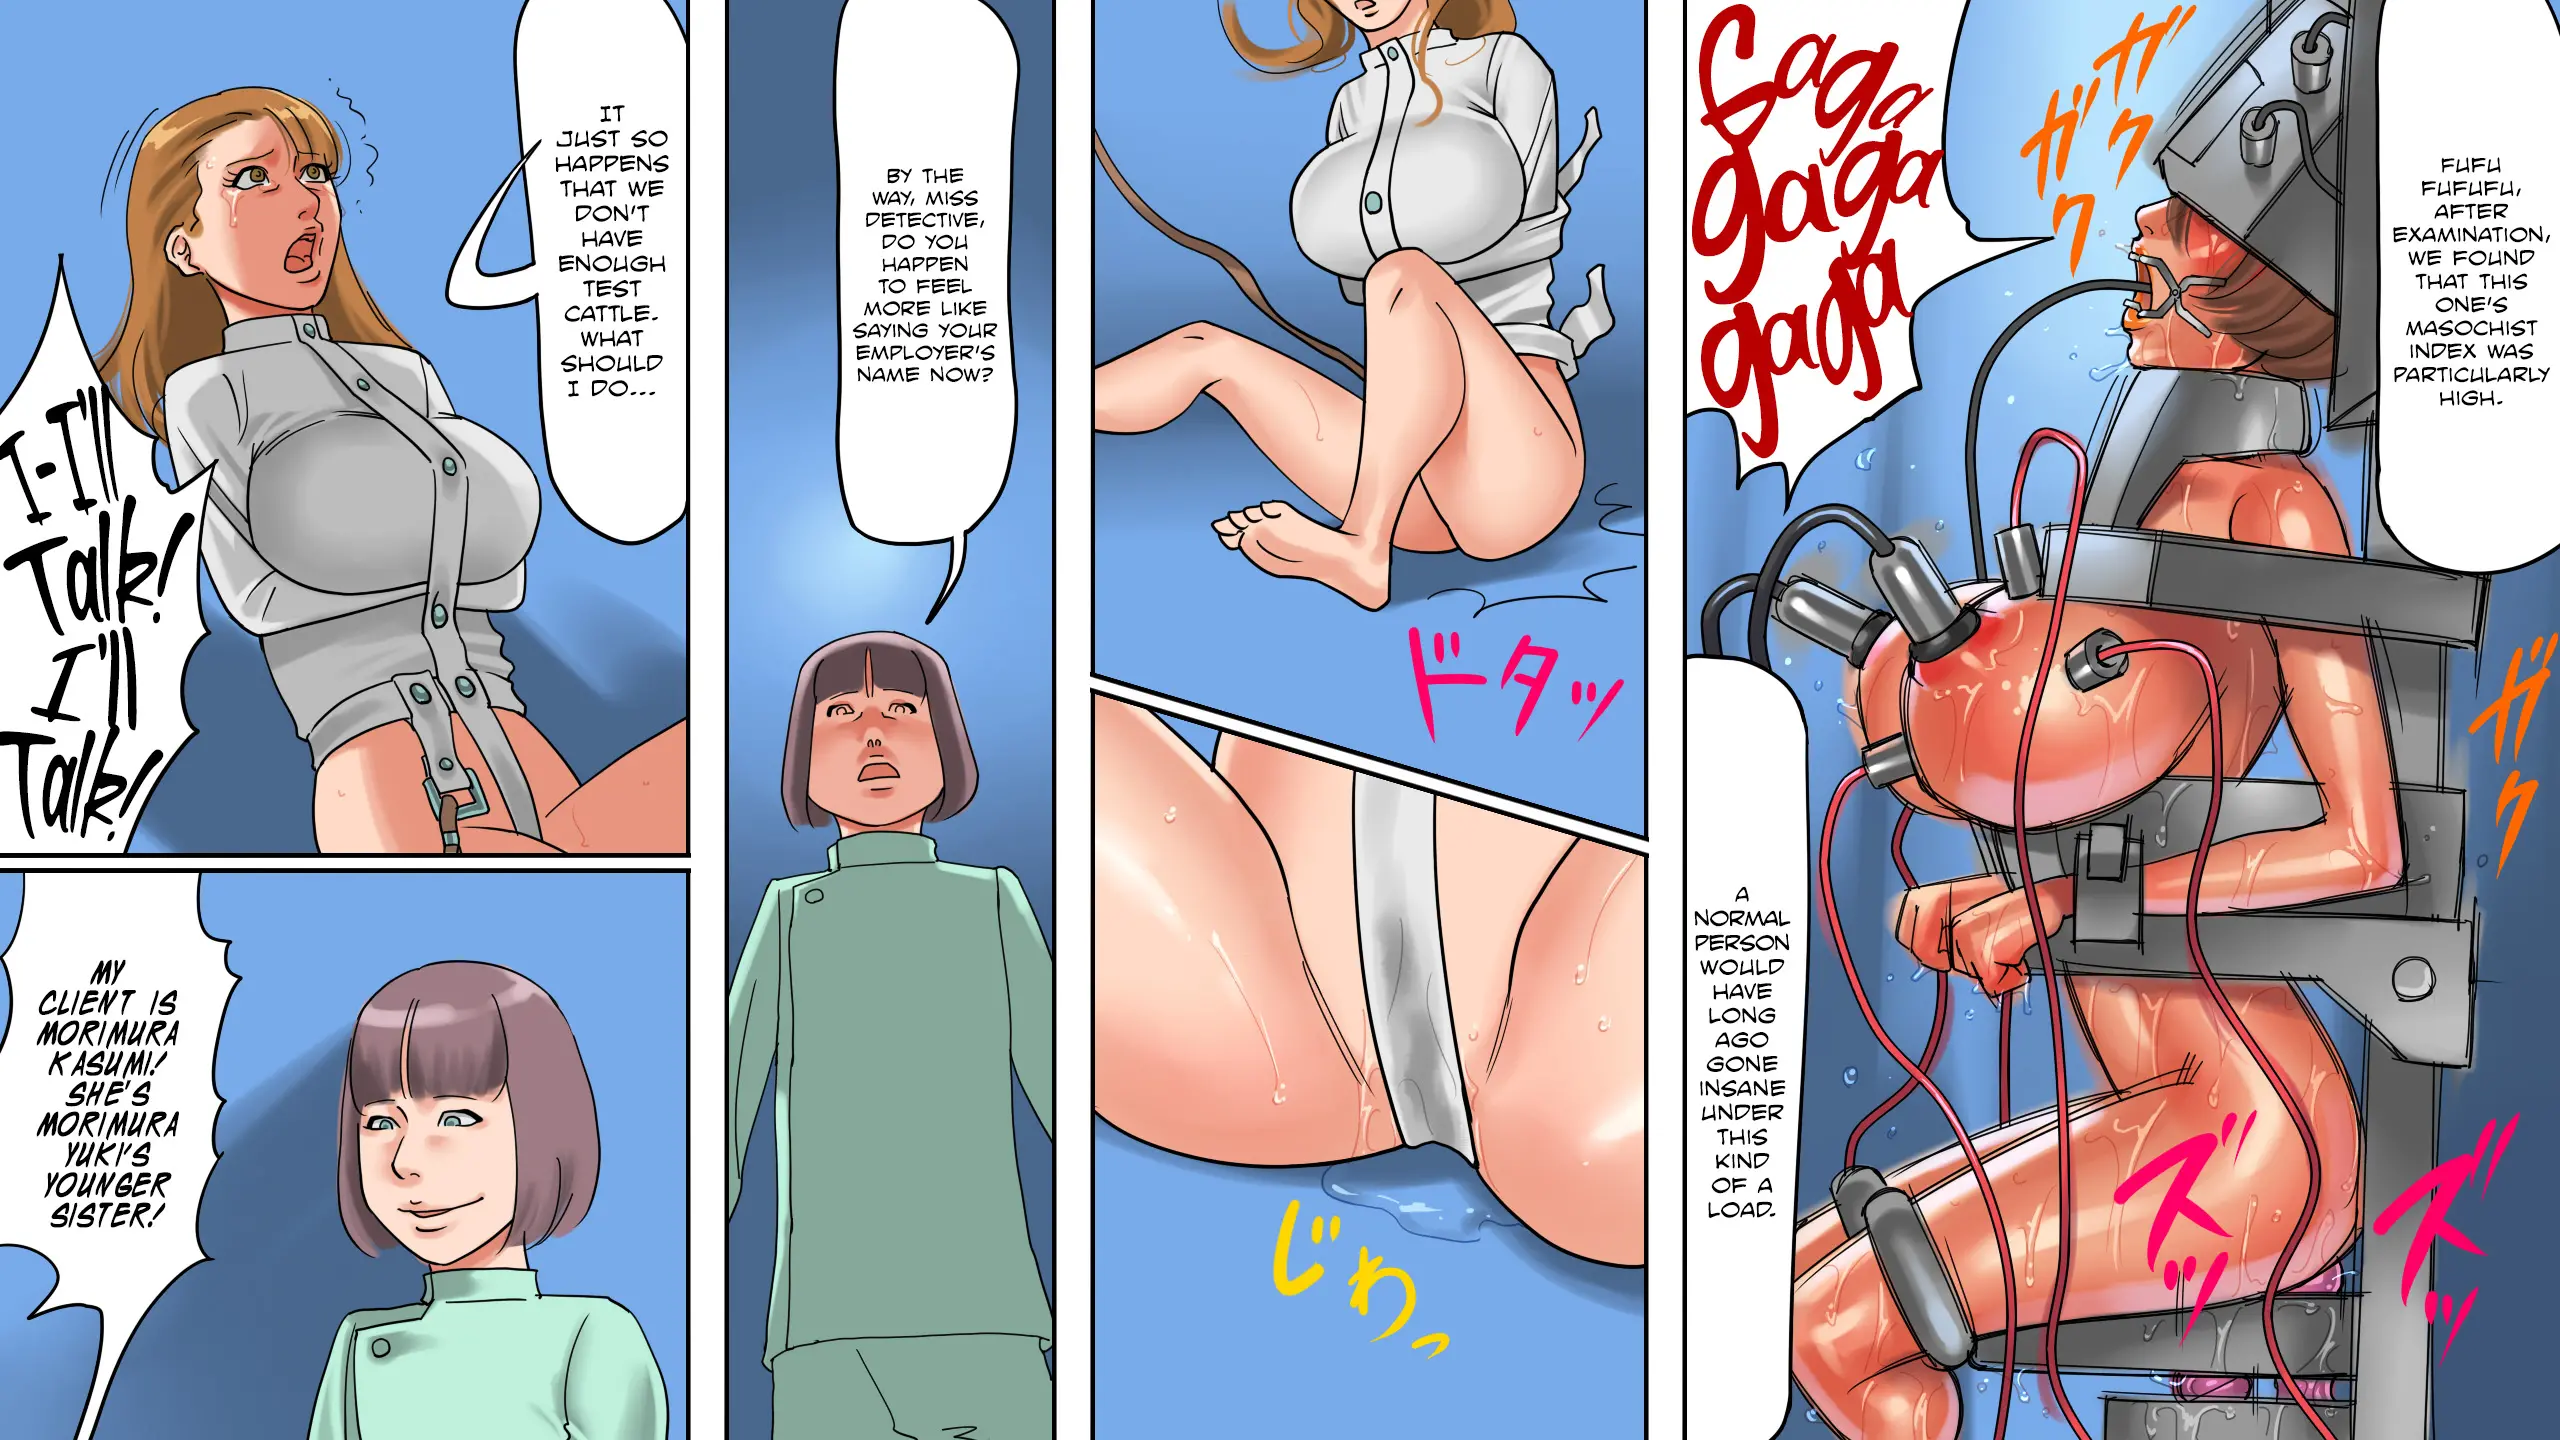 FUFU
FUFUFU,
AFTER
EXAMINATION,
WE FOUND
THAT THIS
ONE'S
MASOCHIST
INDEX WAS
PARTICULARLY
HIGH.
ガガガ
ククク
Gaga
gagaga
gagaga
ガガ
クク
A
NORMAL
PERSON
WOULD
HAVE
LONG
AGO
GONE
INSANE
UNDER
THIS
KIND
OF A
LOAD.
ズッ
ズッ
ドタッ
じわっ
BY THE
WAY, MISS
DETECTIVE,
DO YOU
HAPPEN
TO FEEL
MORE LIKE
SAYING YOUR
EMPLOYER'S
NAME NOW?
IT
JUST SO
HAPPENS
THAT WE
DON'T
HAVE
ENOUGH
TEST
CATTLE.
WHAT
SHOULD
I DO...
I-I'll
Talk!
I'll
Talk!
MY
CLIENT IS
MORIMURA
KASUMI!
SHE'S
MORIMURA
YUKI'S
YOUNGER
SISTER!